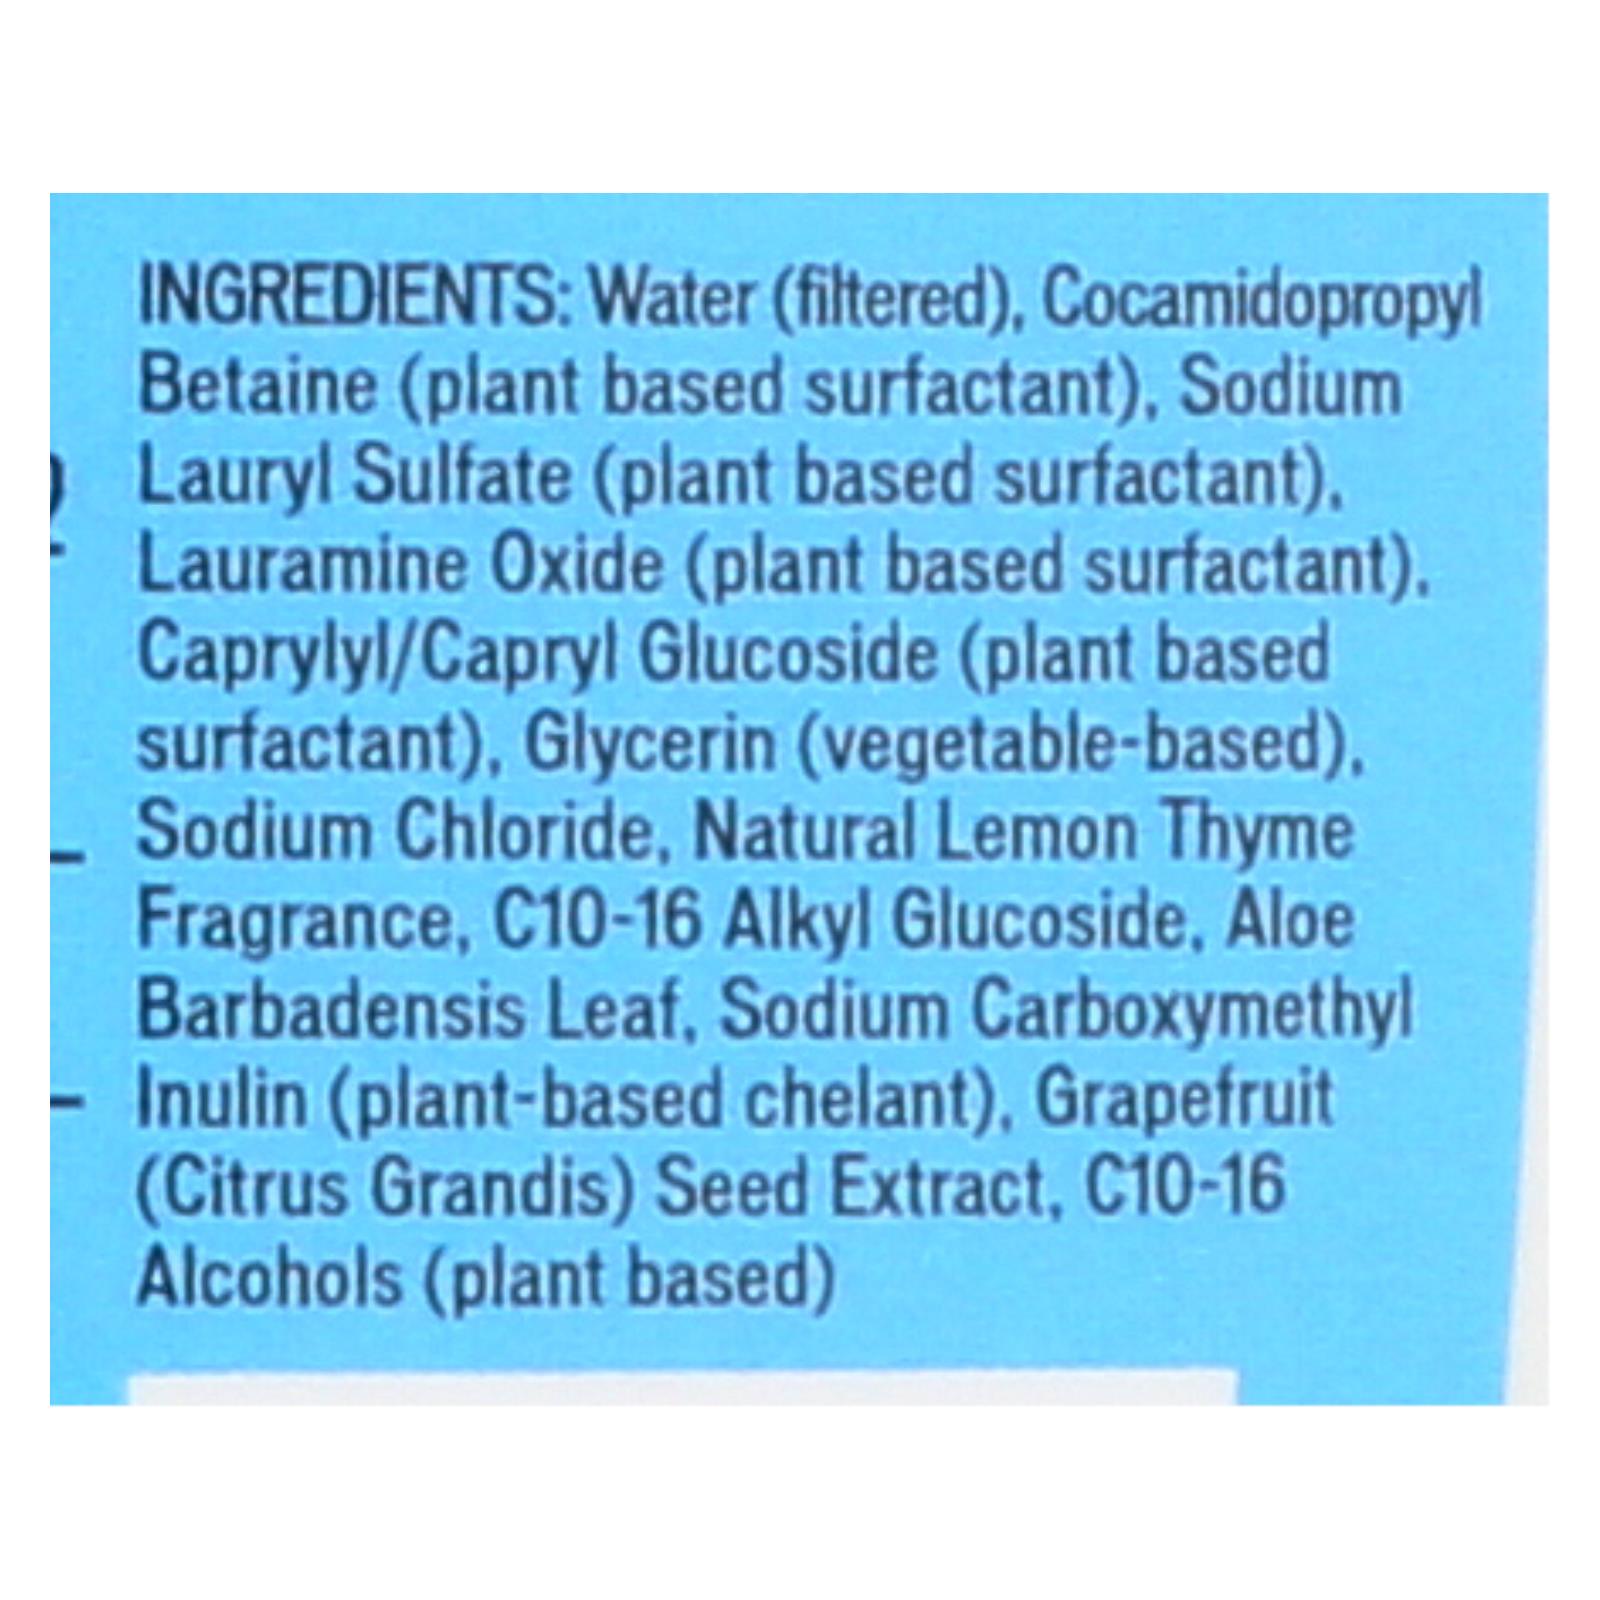 INGREDIENTS: Water (filtered), Cocamidopropyl
Betaine (plant based surfactant), Sodium
Lauryl Sulfate (plant based surfactant),
Lauramine Oxide (plant based surfactant),
Caprylyl/Capryl Glucoside (plant based
surfactant), Glycerin (vegetable-based),
Sodium Chloride, Natural Lemon Thyme
Fragrance, C10-16 Alkyl Glucoside, Aloe
Barbadensis Leaf, Sodium Carboxymethyl
Inulin (plant-based chelant), Grapefruit
(Citrus Grandis) Seed Extract, C10-16
Alcohols (plant based)